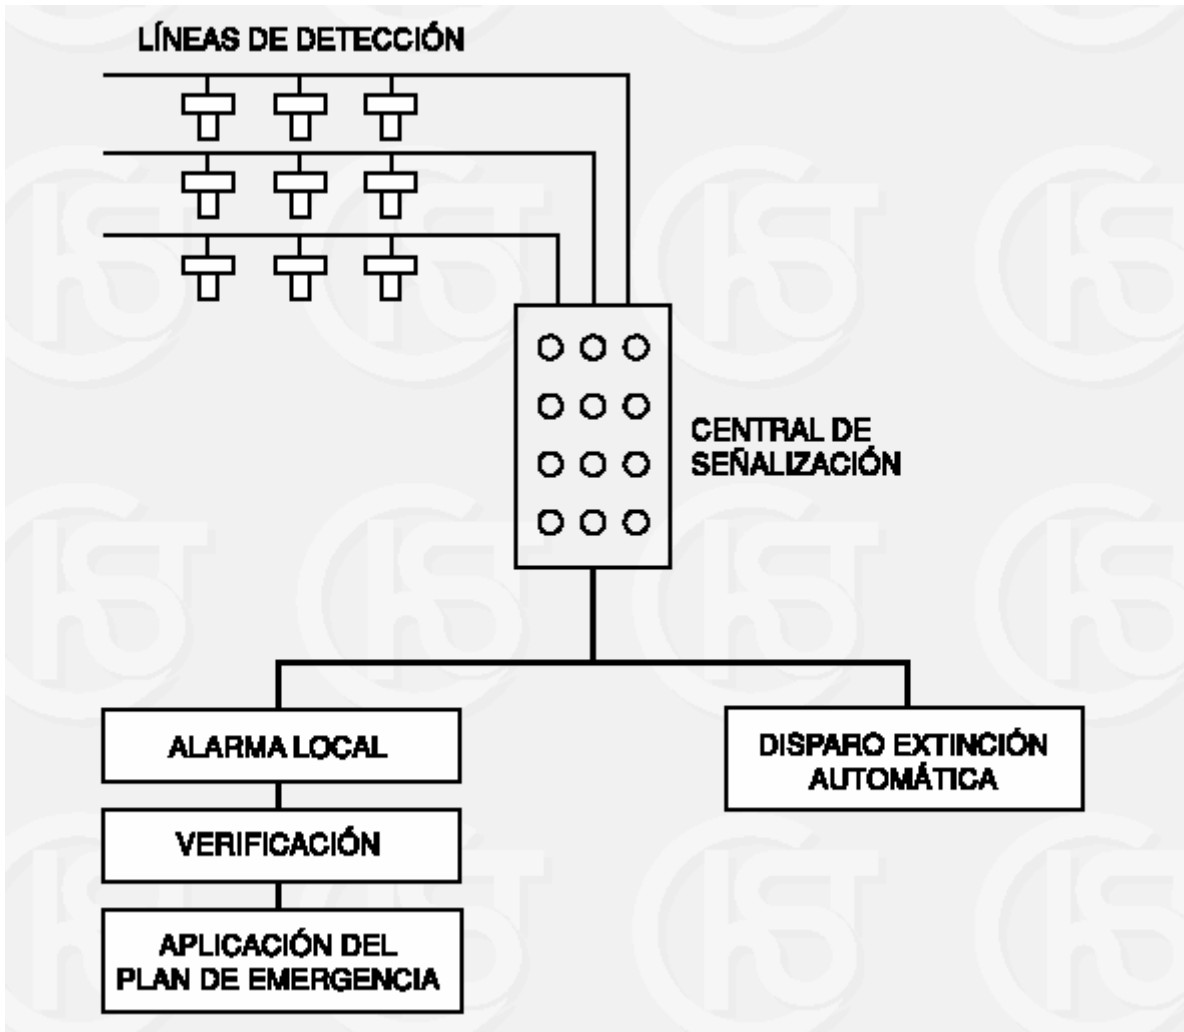 LÍNEAS DE DETECCIÓN
CENTRAL DE
SEÑALIZACIÓN
ALARMA LOCAL
VERIFICACIÓN
APLICACIÓN DEL
PLAN DE EMERGENCIA
DISPARO EXTINCIÓN
AUTOMÁTICA